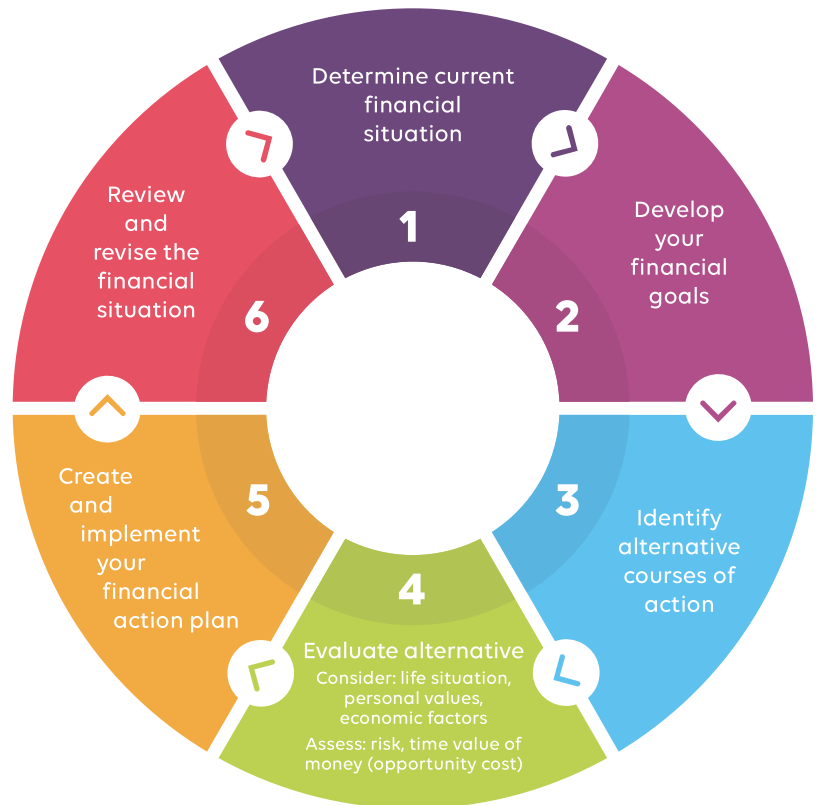 Determine current
financial
situation
1
Develop
your
financial
goals
2
Identify
alternative
courses of
action
3
4
Evaluate alternative
Consider: life situation,
personal values,
economic factors
Assess: risk, time value of
money (opportunity cost)
Create
and
implement
your
financial
action plan
5
Review
and
revise the
financial
situation
6